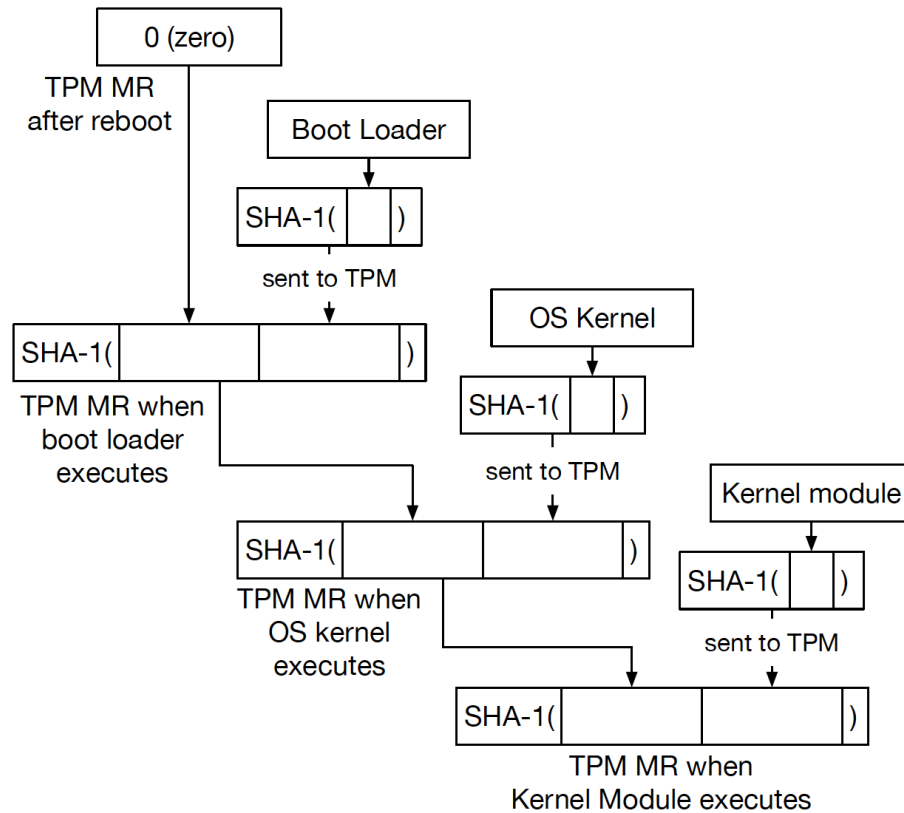 0 (zero)
TPM MR
after reboot
Boot Loader
SHA-1( )
sent to TPM
SHA-1( )
TPM MR when
boot loader
executes
OS Kernel
SHA-1( )
sent to TPM
SHA-1( )
TPM MR when
OS kernel
executes
Kernel module
SHA-1( )
sent to TPM
SHA-1( )
TPM MR when
Kernel Module executes